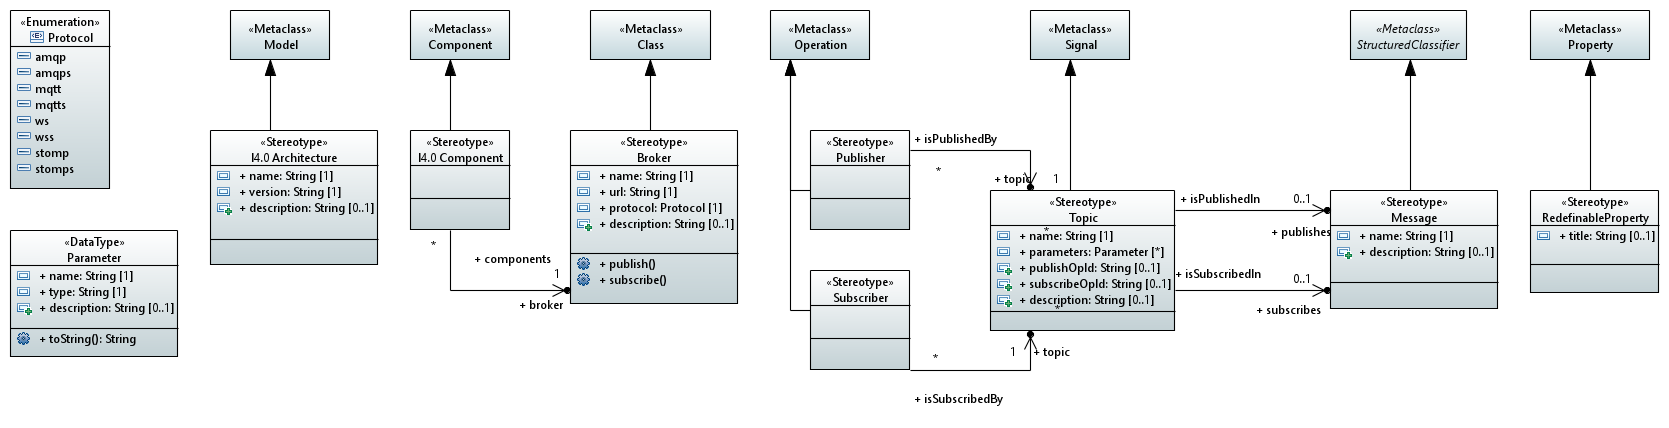 «Enumeration»
Protocol
amqp
amqps
mqtt
mqtts
ws
wss
stomp
stomps
«DataType»
Parameter
+ name: String [1]
+ type: String [1]
+ description: String [0..1]
+ toString(): String
«Metaclass»
Model
«Stereotype»
I4.0 Architecture
+ name: String [1]
+ version: String [1]
+ description: String [0..1]
«Metaclass»
Component
«Stereotype»
I4.0 Component
*
+ components
1
+ broker
«Metaclass»
Class
«Stereotype»
Broker
+ name: String [1]
+ url: String [1]
+ protocol: Protocol [1]
+ description: String [0..1]
+ publish()
+ subscribe()
«Metaclass»
Operation
«Stereotype»
Publisher
+ isPublishedBy
*
+ topic
1
«Stereotype»
Subscriber
*
1
+ topic
+ isSubscribedBy
«Metaclass»
Signal
«Stereotype»
Topic
+ name: String [1]
*
+ parameters: Parameter [*]
+ publishOpId: String [0..1]
+ subscribeOpId: String [0..1]
+ description: String [0..1]
*
+ isPublishedIn
0..1
+ publishes
+ isSubscribedIn
0..1
+ subscribes
«Metaclass»
StructuredClassifier
«Stereotype»
Message
+ name: String [1]
+ description: String [0..1]
«Metaclass»
Property
«Stereotype»
RedefinableProperty
+ title: String [0..1]